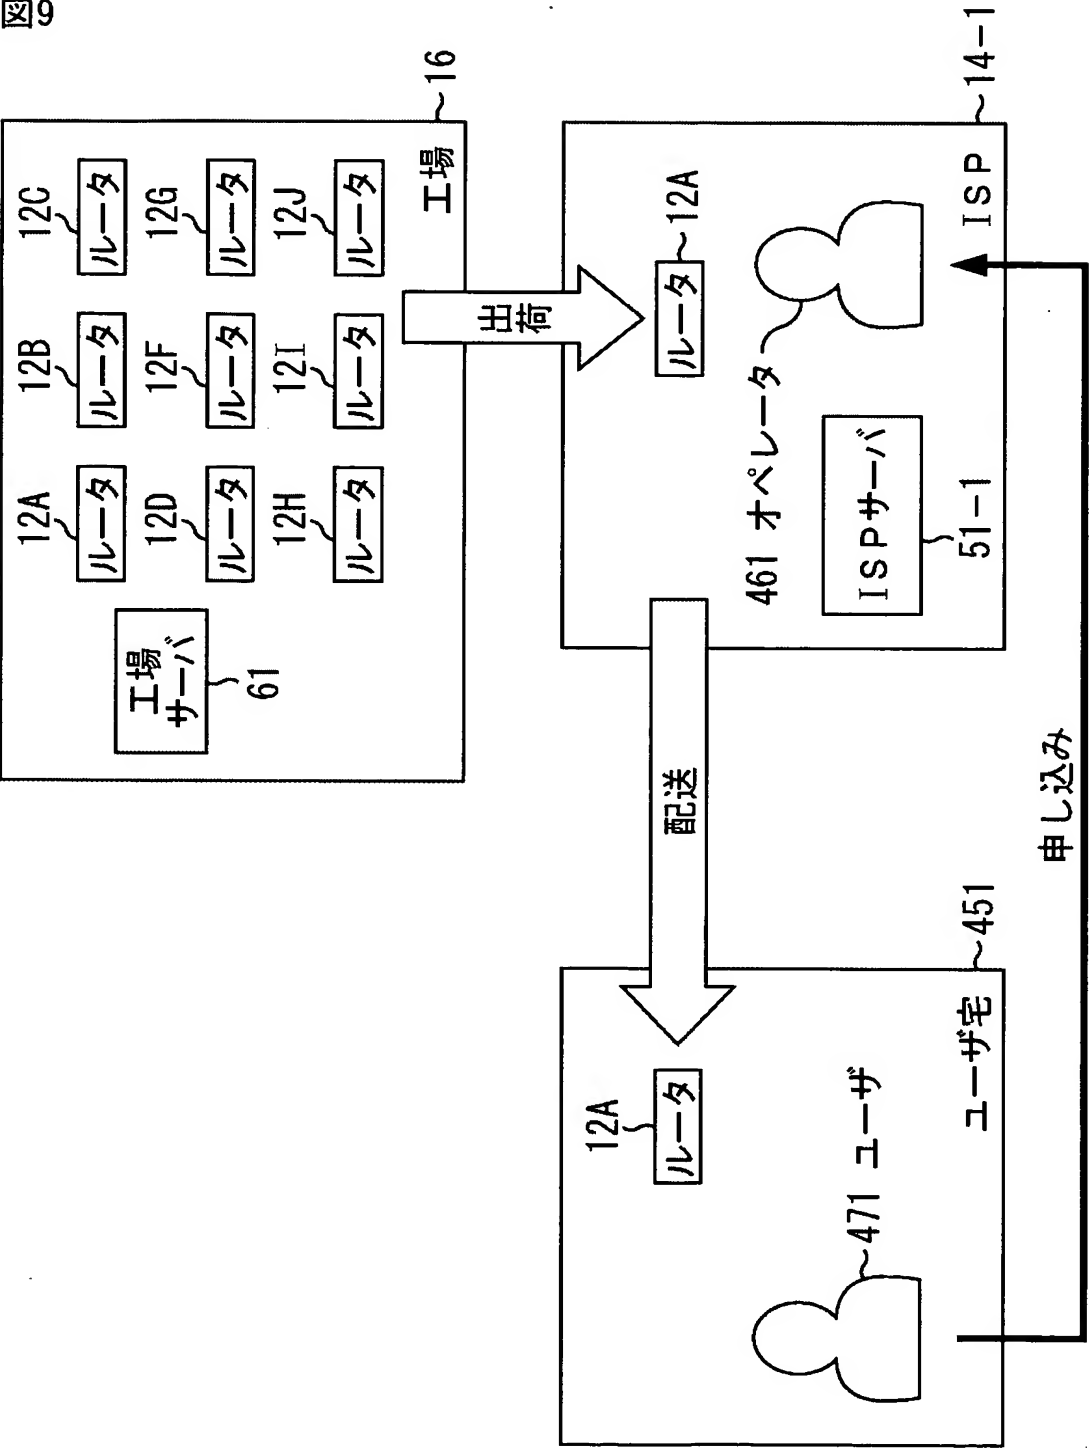 図9
工場
サーバ
61
12A
ルータ
12B
ルータ
12C
ルータ
12D
ルータ
12F
ルータ
12G
ルータ
12H
ルータ
12I
ルータ
12J
ルータ
工場
16
出荷
ルータ
12A
461 オペレータ
ISPサーバ
51-1
ISP
14-1
配送
12A
ルータ
471 ユーザ
ユーザ宅
451
申し込み